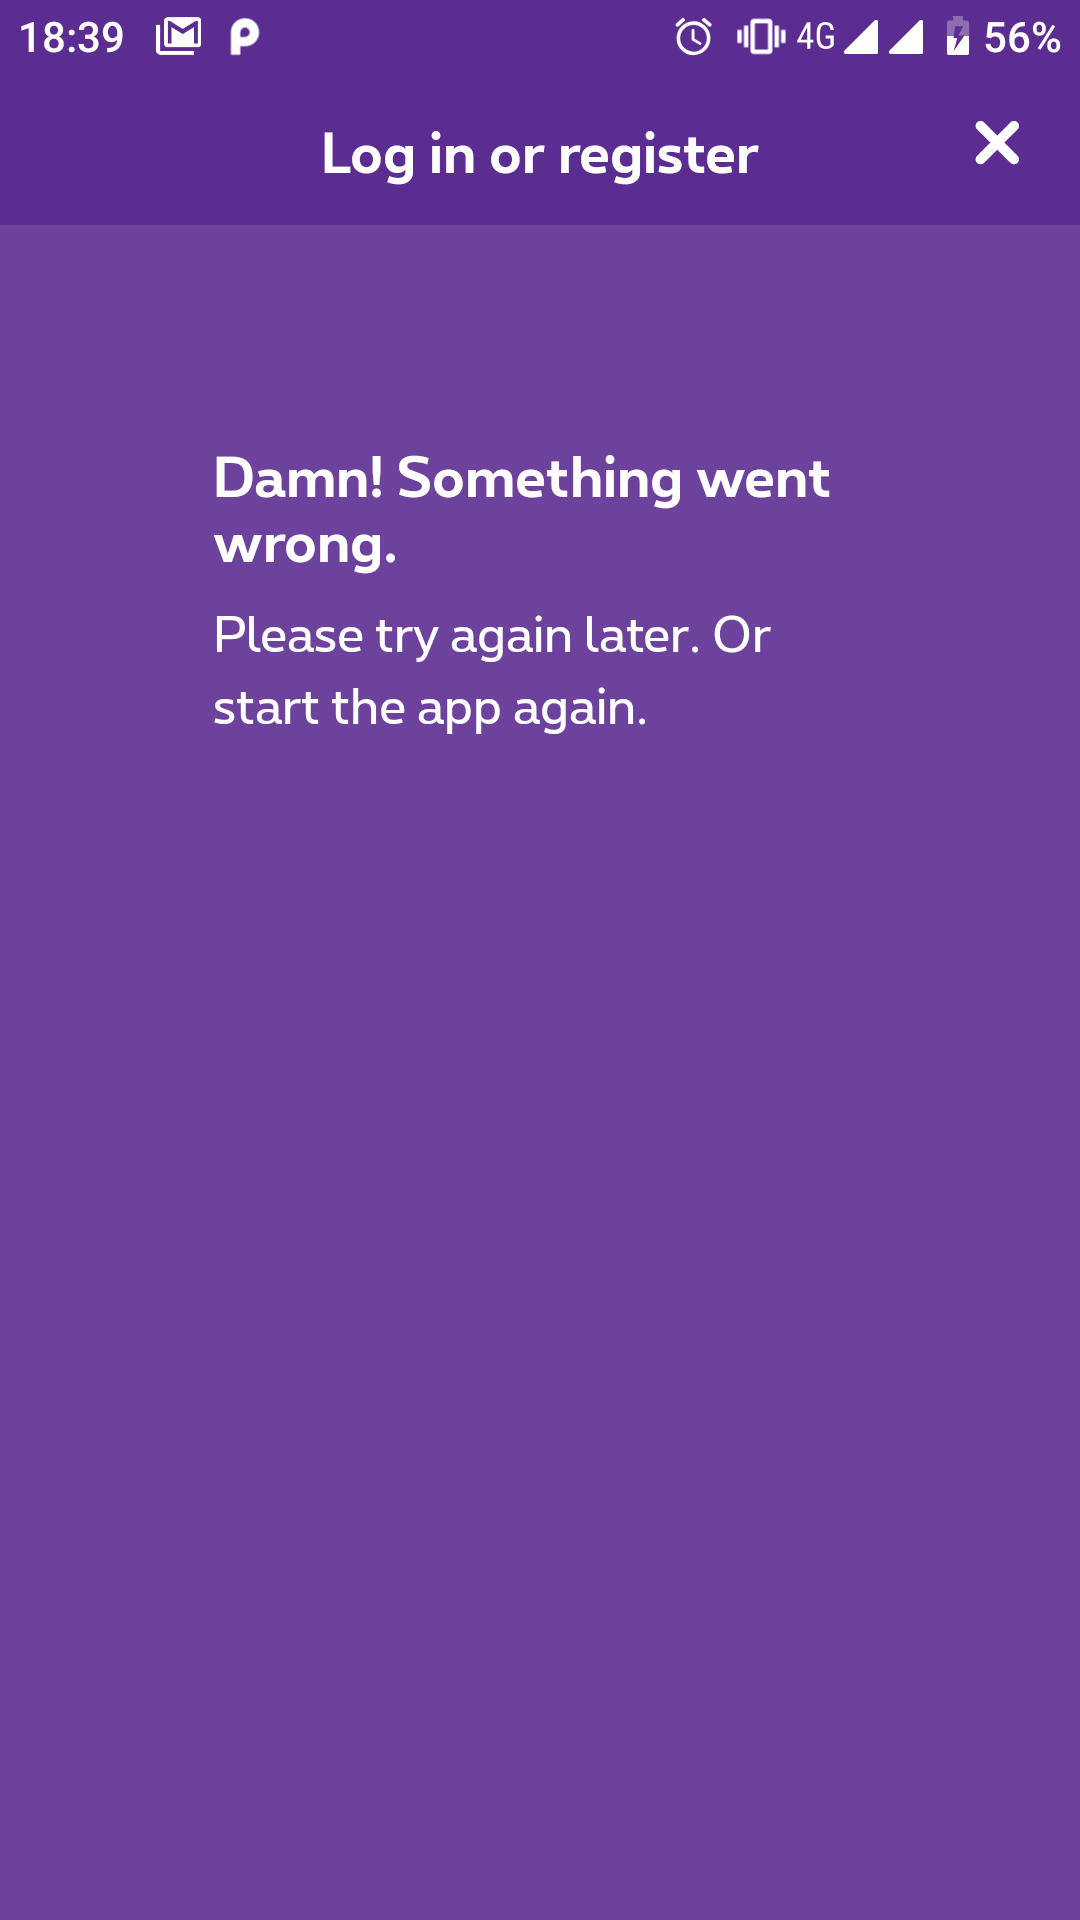 18:39 4G 56%
Log in or register
Damn! Something went
wrong.
Please try again later. Or
start the app again.